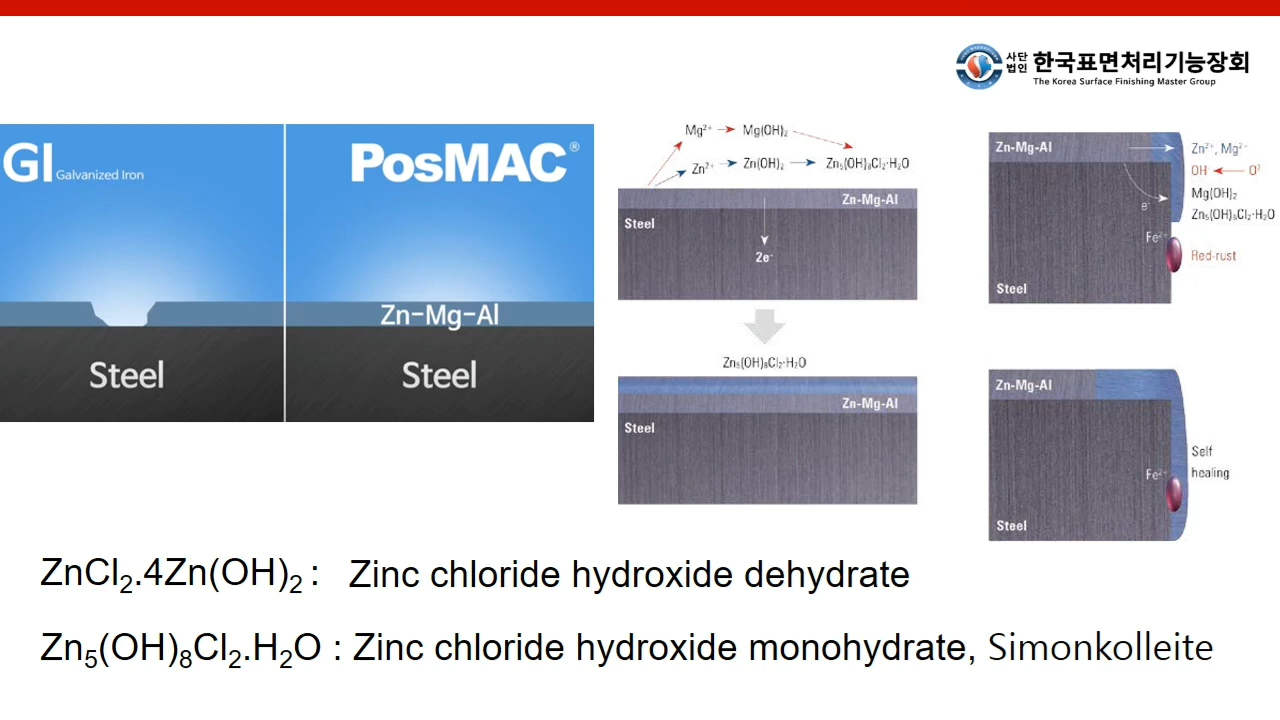 사단
법인
한국표면처리기능장회
The Korea Surface Finishing Master Group
GI Galvanized Iron
PosMAC®
Zn-Mg-Al
Steel
Steel
Mg²⁺ → Mg(OH)₂
Zn²⁺ → Zn(OH)₂ → Zn₅(OH)₈Cl₂·H₂O
Zn-Mg-Al
Steel
2e⁻
Zn₅(OH)₈Cl₂·H₂O
Zn-Mg-Al
Steel
Zn-Mg-Al
Zn²⁺, Mg²⁻
OH ← O²
Mg(OH)₂
e⁻
Zn₅(OH)₈Cl₂·H₂O
Fe²⁺
Red-rust
Steel
Zn-Mg-Al
Self
healing
Fe²⁺
Steel
ZnCl₂.4Zn(OH)₂ : Zinc chloride hydroxide dehydrate
Zn₅(OH)₈Cl₂.H₂O : Zinc chloride hydroxide monohydrate, Simonkolleite